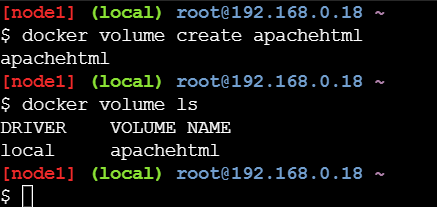 [node1] (local) root@192.168.0.18 ~
$ docker volume create apachehtml
apachehtml
[node1] (local) root@192.168.0.18 ~
$ docker volume ls
DRIVER    VOLUME NAME
local     apachehtml
[node1] (local) root@192.168.0.18 ~
$